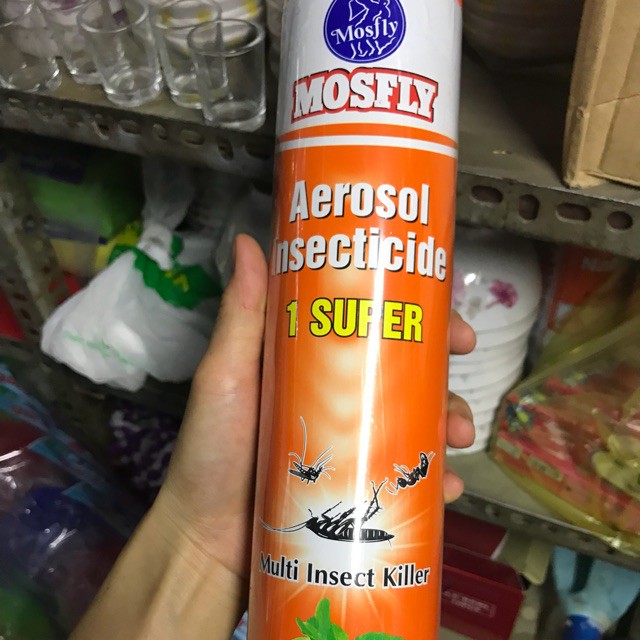 Mosfly
MOSFLY
Aerosol
Insecticide
1 SUPER
Multi Insect Killer